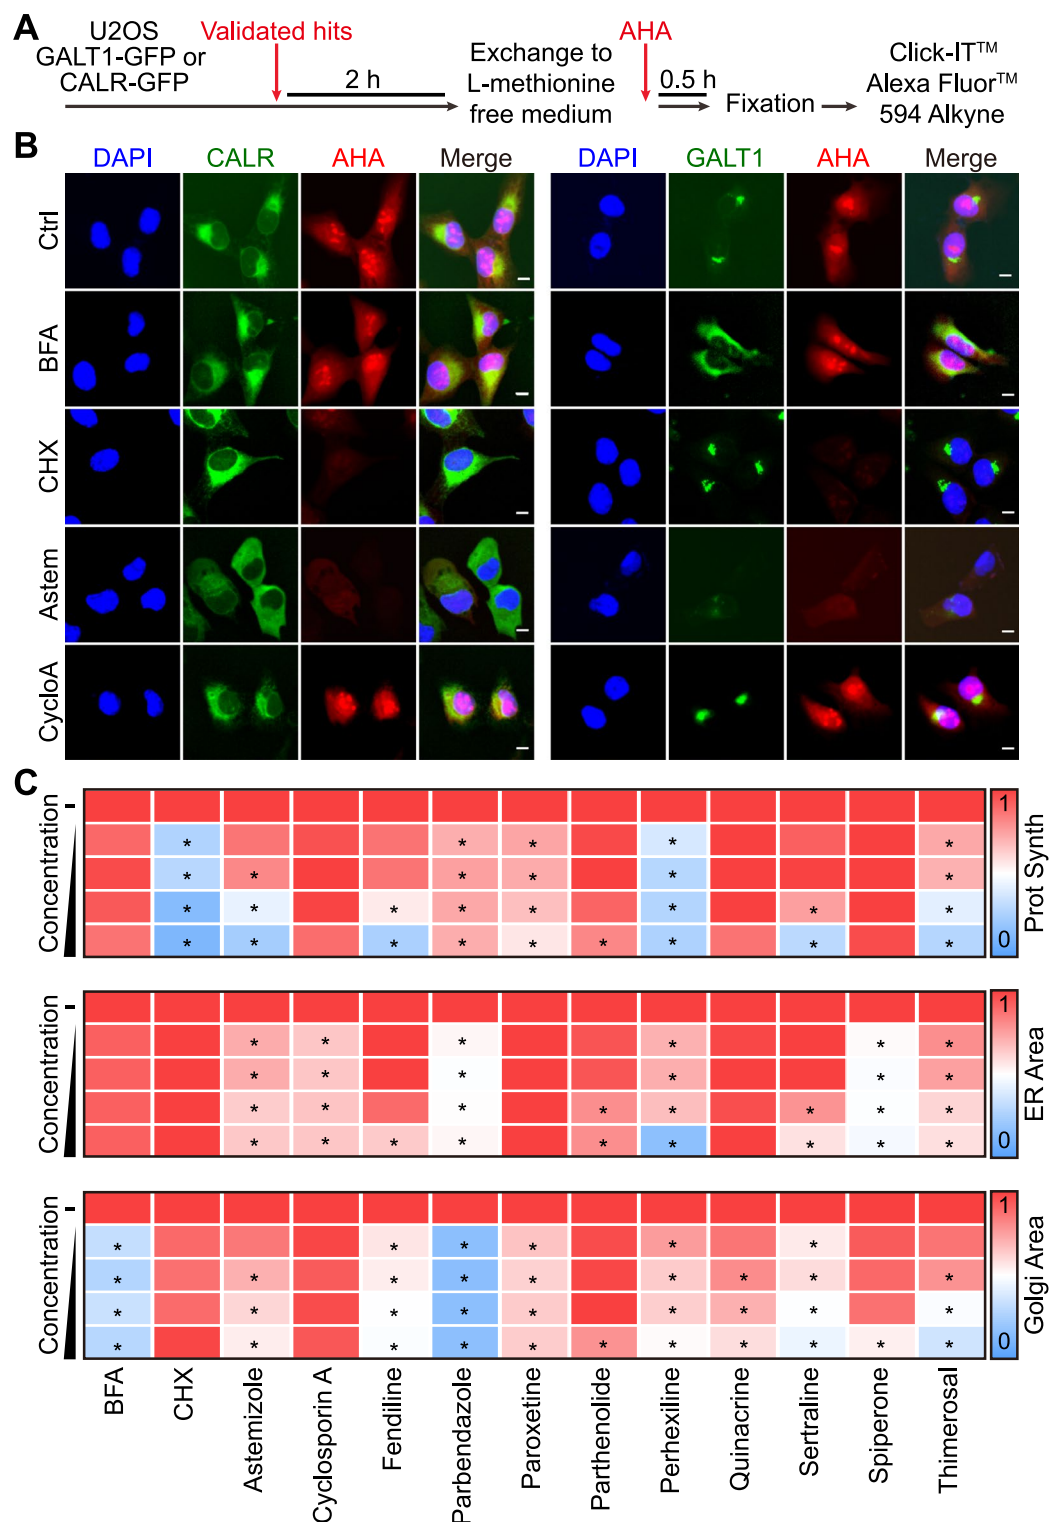 A
U2OS
GALT1-GFP or
CALR-GFP
Validated hits
2 h
Exchange to
L-methionine
free medium
AHA
0.5 h
Fixation
Click-IT™
Alexa Fluor™
594 Alkyne
B
DAPI CALR AHA Merge DAPI GALT1 AHA Merge
Ctrl
BFA
CHX
Astem
CycloA
C
Concentration
-
* * * *
* * * * *
* * * * * * * *
* * * * * * * * *
1
0
Prot Synth
Concentration
-
* * * * * *
* * * * * *
* * * * * * * *
* * * * * * * * *
1
0
ER Area
Concentration
-
* * * * * *
* * * * * * * * *
* * * * * * * * *
* * * * * * * * * * *
1
0
Golgi Area
BFA
CHX
Astemizole
Cyclosporin A
Fendiline
Parbendazole
Paroxetine
Parthenolide
Perhexiline
Quinacrine
Sertraline
Spiperone
Thimerosal